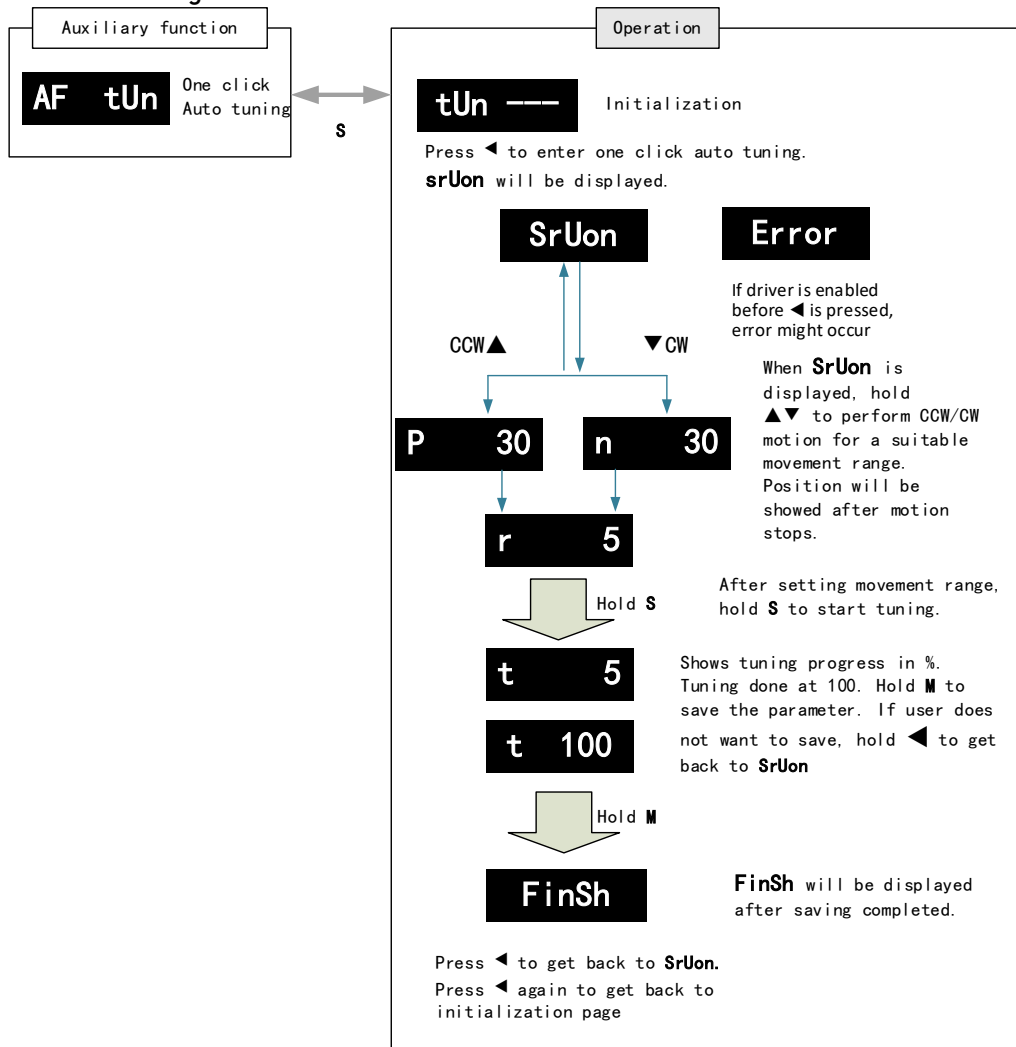 Auxiliary function
Operation
AF tUn
One click
Auto tuning
S
tUn ---
Initialization
Press ◀ to enter one click auto tuning.
srUon will be displayed.
SrUon
Error
If driver is enabled
before ◀ is pressed,
error might occur
CCW▲
▼CW
When SrUon is
displayed, hold
▲▼ to perform CCW/CW
motion for a suitable
movement range.
Position will be
showed after motion
stops.
P 30
n 30
r 5
Hold S
After setting movement range,
hold S to start tuning.
t 5
Shows tuning progress in %.
Tuning done at 100. Hold M to
save the parameter. If user does
not want to save, hold ◀ to get
back to SrUon
t 100
Hold M
FinSh
FinSh will be displayed
after saving completed.
Press ◀ to get back to SrUon.
Press ◀ again to get back to
initialization page